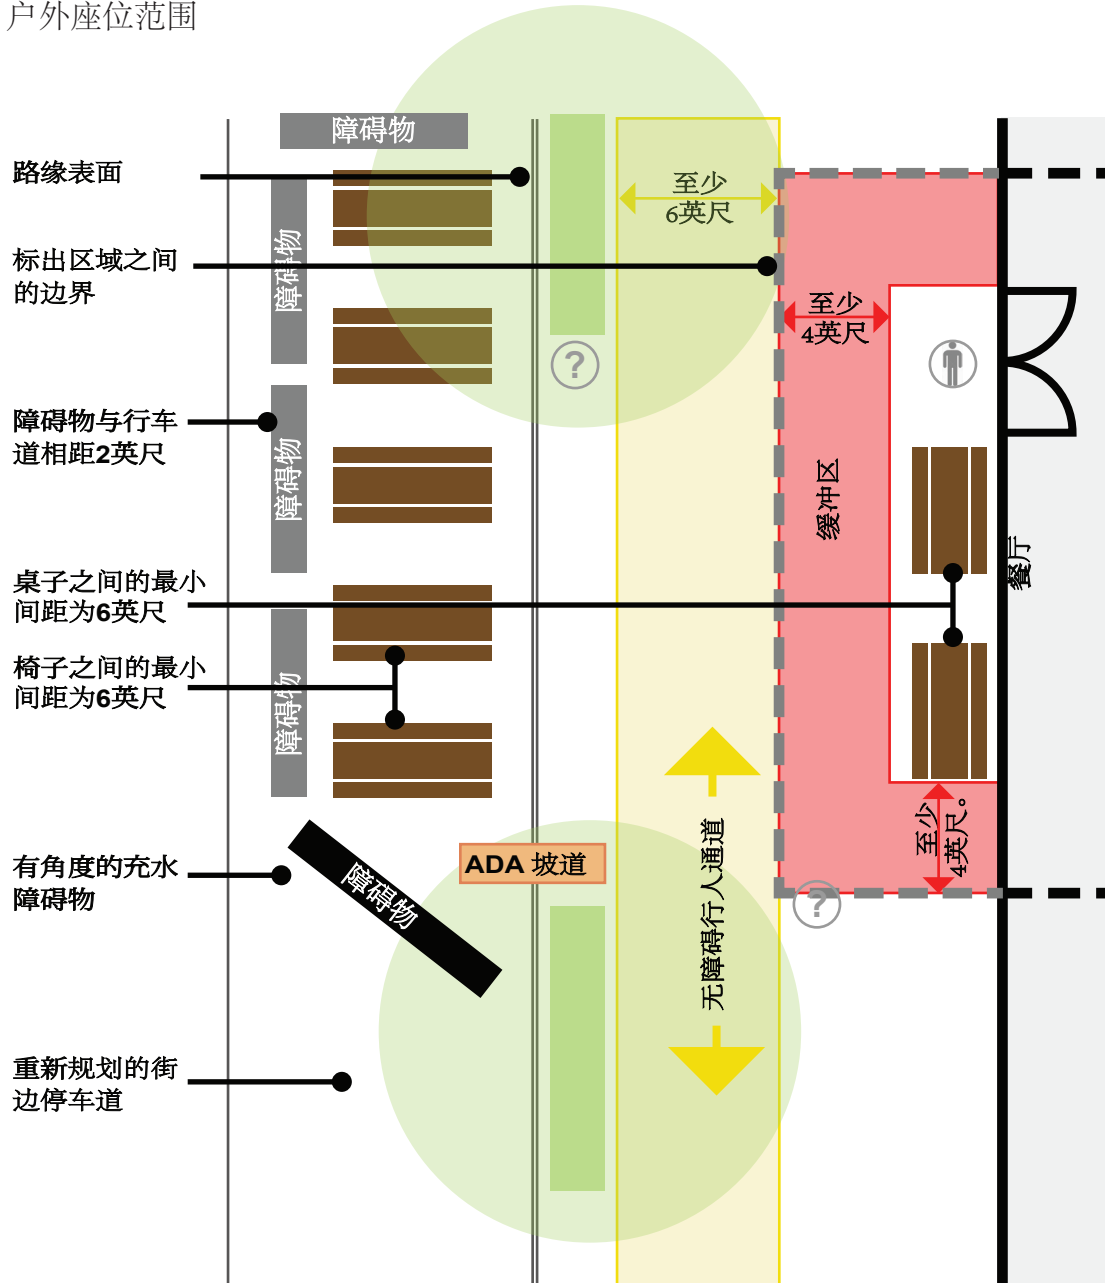 户外座位范围
障碍物
路缘表面
至少
6英尺
标出区域之间
的边界
障碍物
至少
4英尺
?
障碍物与行车
道相距2英尺
障碍物
缓冲区
餐厅
桌子之间的最小
间距为6英尺
椅子之间的最小
间距为6英尺
障碍物
至少
4英尺。
ADA 坡道
无障碍行人通道
有角度的充水
障碍物
障碍物
?
重新规划的街
边停车道